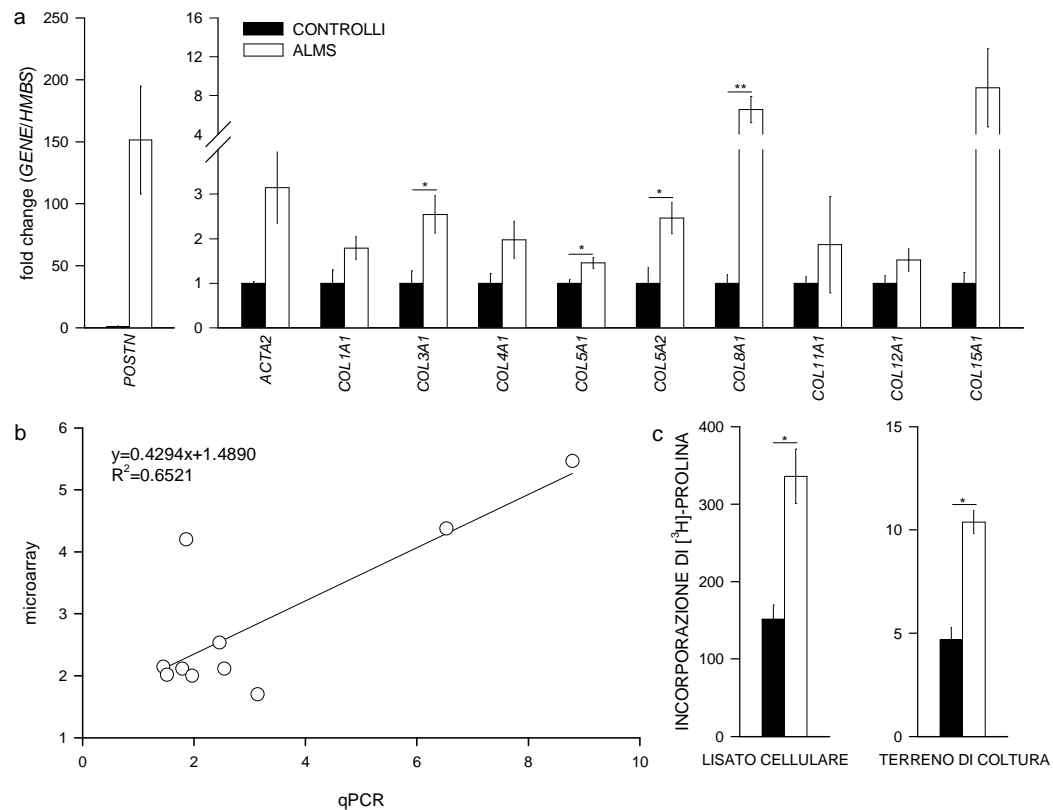 a
CONTROLLI
ALMS
fold change (GENE/HMBS)
250
200
150
100
50
0
16
12
8
4
3
2
1
0
*
*
*
**
POSTN
ACTA2
COL1A1
COL3A1
COL4A1
COL5A1
COL5A2
COL8A1
COL11A1
COL12A1
COL15A1
b
y=0.4294x+1.4890
R²=0.6521
microarray
6
5
4
3
2
1
0
2
4
6
8
10
qPCR
c
INCORPORAZIONE DI [³H]-PROLINA
400
300
200
100
0
*
LISATO CELLULARE
15
10
5
0
*
TERRENO DI COLTURA